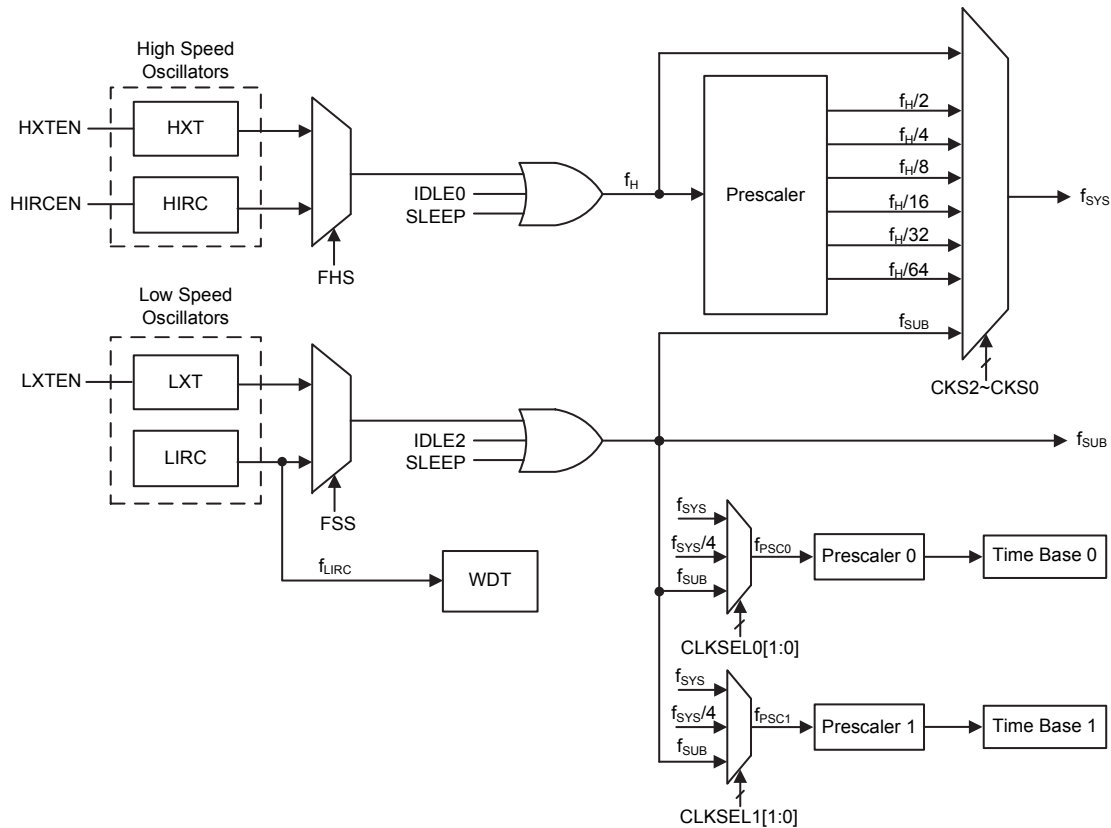 High Speed
Oscillators
HXTEN
HXT
HIRCEN
HIRC
FHS
IDLE0
SLEEP
fH
Prescaler
fH/2
fH/4
fH/8
fH/16
fH/32
fH/64
fSUB
fSYS
CKS2~CKS0
Low Speed
Oscillators
LXTEN
LXT
LIRC
FSS
IDLE2
SLEEP
fSUB
fLIRC
WDT
fSYS
fSYS/4
fSUB
fPSC0
Prescaler 0
Time Base 0
CLKSEL0[1:0]
fSYS
fSYS/4
fSUB
fPSC1
Prescaler 1
Time Base 1
CLKSEL1[1:0]